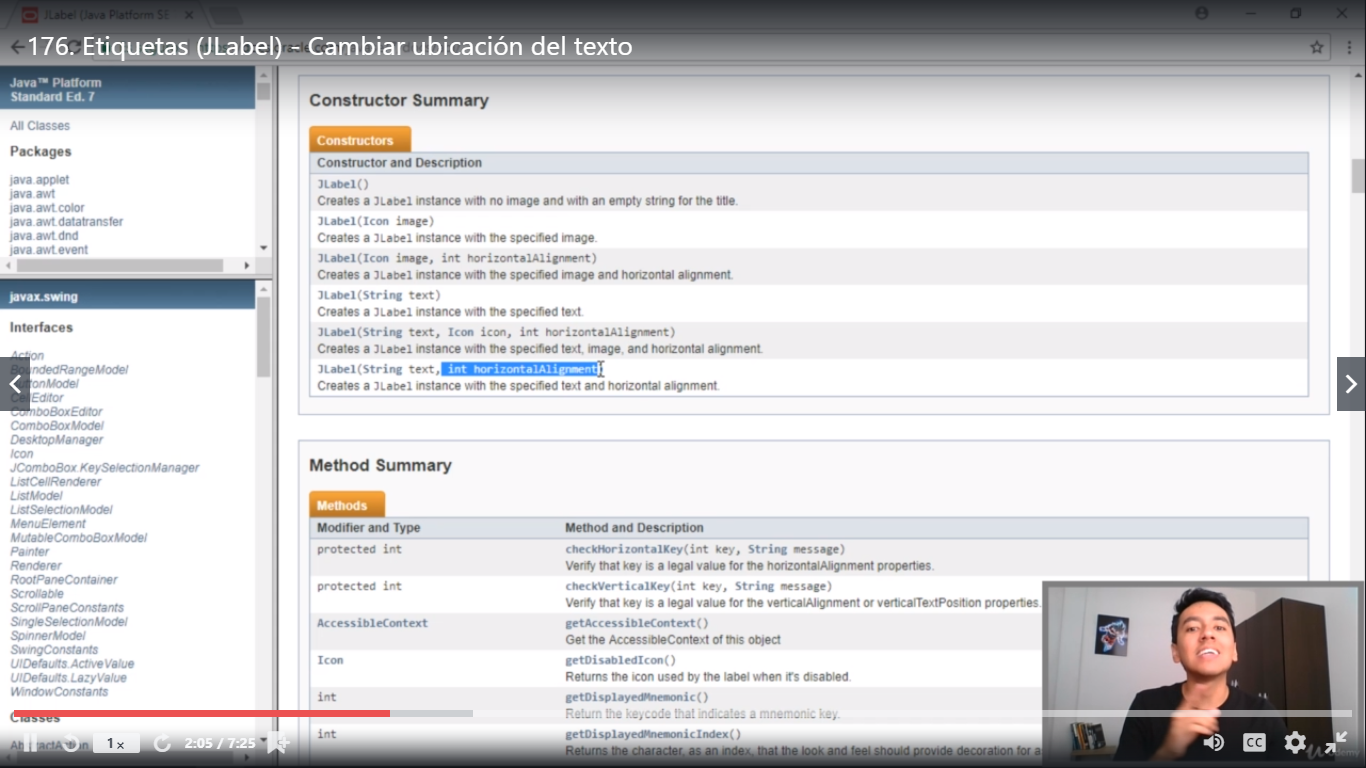 JLabel (Java Platform SE
176. Etiquetas (JLabel) - Cambiar ubicación del texto
Java™ Platform
Standard Ed. 7
All Classes
Packages
java.applet
java.awt
java.awt.color
java.awt.datatransfer
java.awt.dnd
java.awt.event
javax.swing
Interfaces
Action
BoundedRangeModel
ButtonModel
CellEditor
ComboBoxEditor
ComboBoxModel
DesktopManager
Icon
JComboBox.KeySelectionManager
ListCellRenderer
ListModel
ListSelectionModel
MenuElement
MutableComboBoxModel
Painter
Renderer
RootPaneContainer
Scrollable
ScrollPaneConstants
SingleSelectionModel
SpinnerModel
SwingConstants
UIDefaults.ActiveValue
UIDefaults.LazyValue
WindowConstants
Classes
AbstractAction
Constructor Summary
Constructors
Constructor and Description
JLabel()
Creates a JLabel instance with no image and with an empty string for the title.
JLabel(Icon image)
Creates a JLabel instance with the specified image.
JLabel(Icon image, int horizontalAlignment)
Creates a JLabel instance with the specified image and horizontal alignment.
JLabel(String text)
Creates a JLabel instance with the specified text.
JLabel(String text, Icon icon, int horizontalAlignment)
Creates a JLabel instance with the specified text, image, and horizontal alignment.
JLabel(String text, int horizontalAlignment)
Creates a JLabel instance with the specified text and horizontal alignment.
Method Summary
Methods
Modifier and Type Method and Description
protected int checkHorizontalKey(int key, String message)
Verify that key is a legal value for the horizontalAlignment properties.
protected int checkVerticalKey(int key, String message)
Verify that key is a legal value for the verticalAlignment or verticalTextPosition properties.
AccessibleContext getAccessibleContext()
Get the AccessibleContext of this object
Icon getDisabledIcon()
Returns the icon used by the label when it's disabled.
int getDisplayedMnemonic()
Return the keycode that indicates a mnemonic key.
int getDisplayedMnemonicIndex()
Returns the character, as an index, that the look and feel should provide decoration for a
1x
2:05 / 7:25
CC